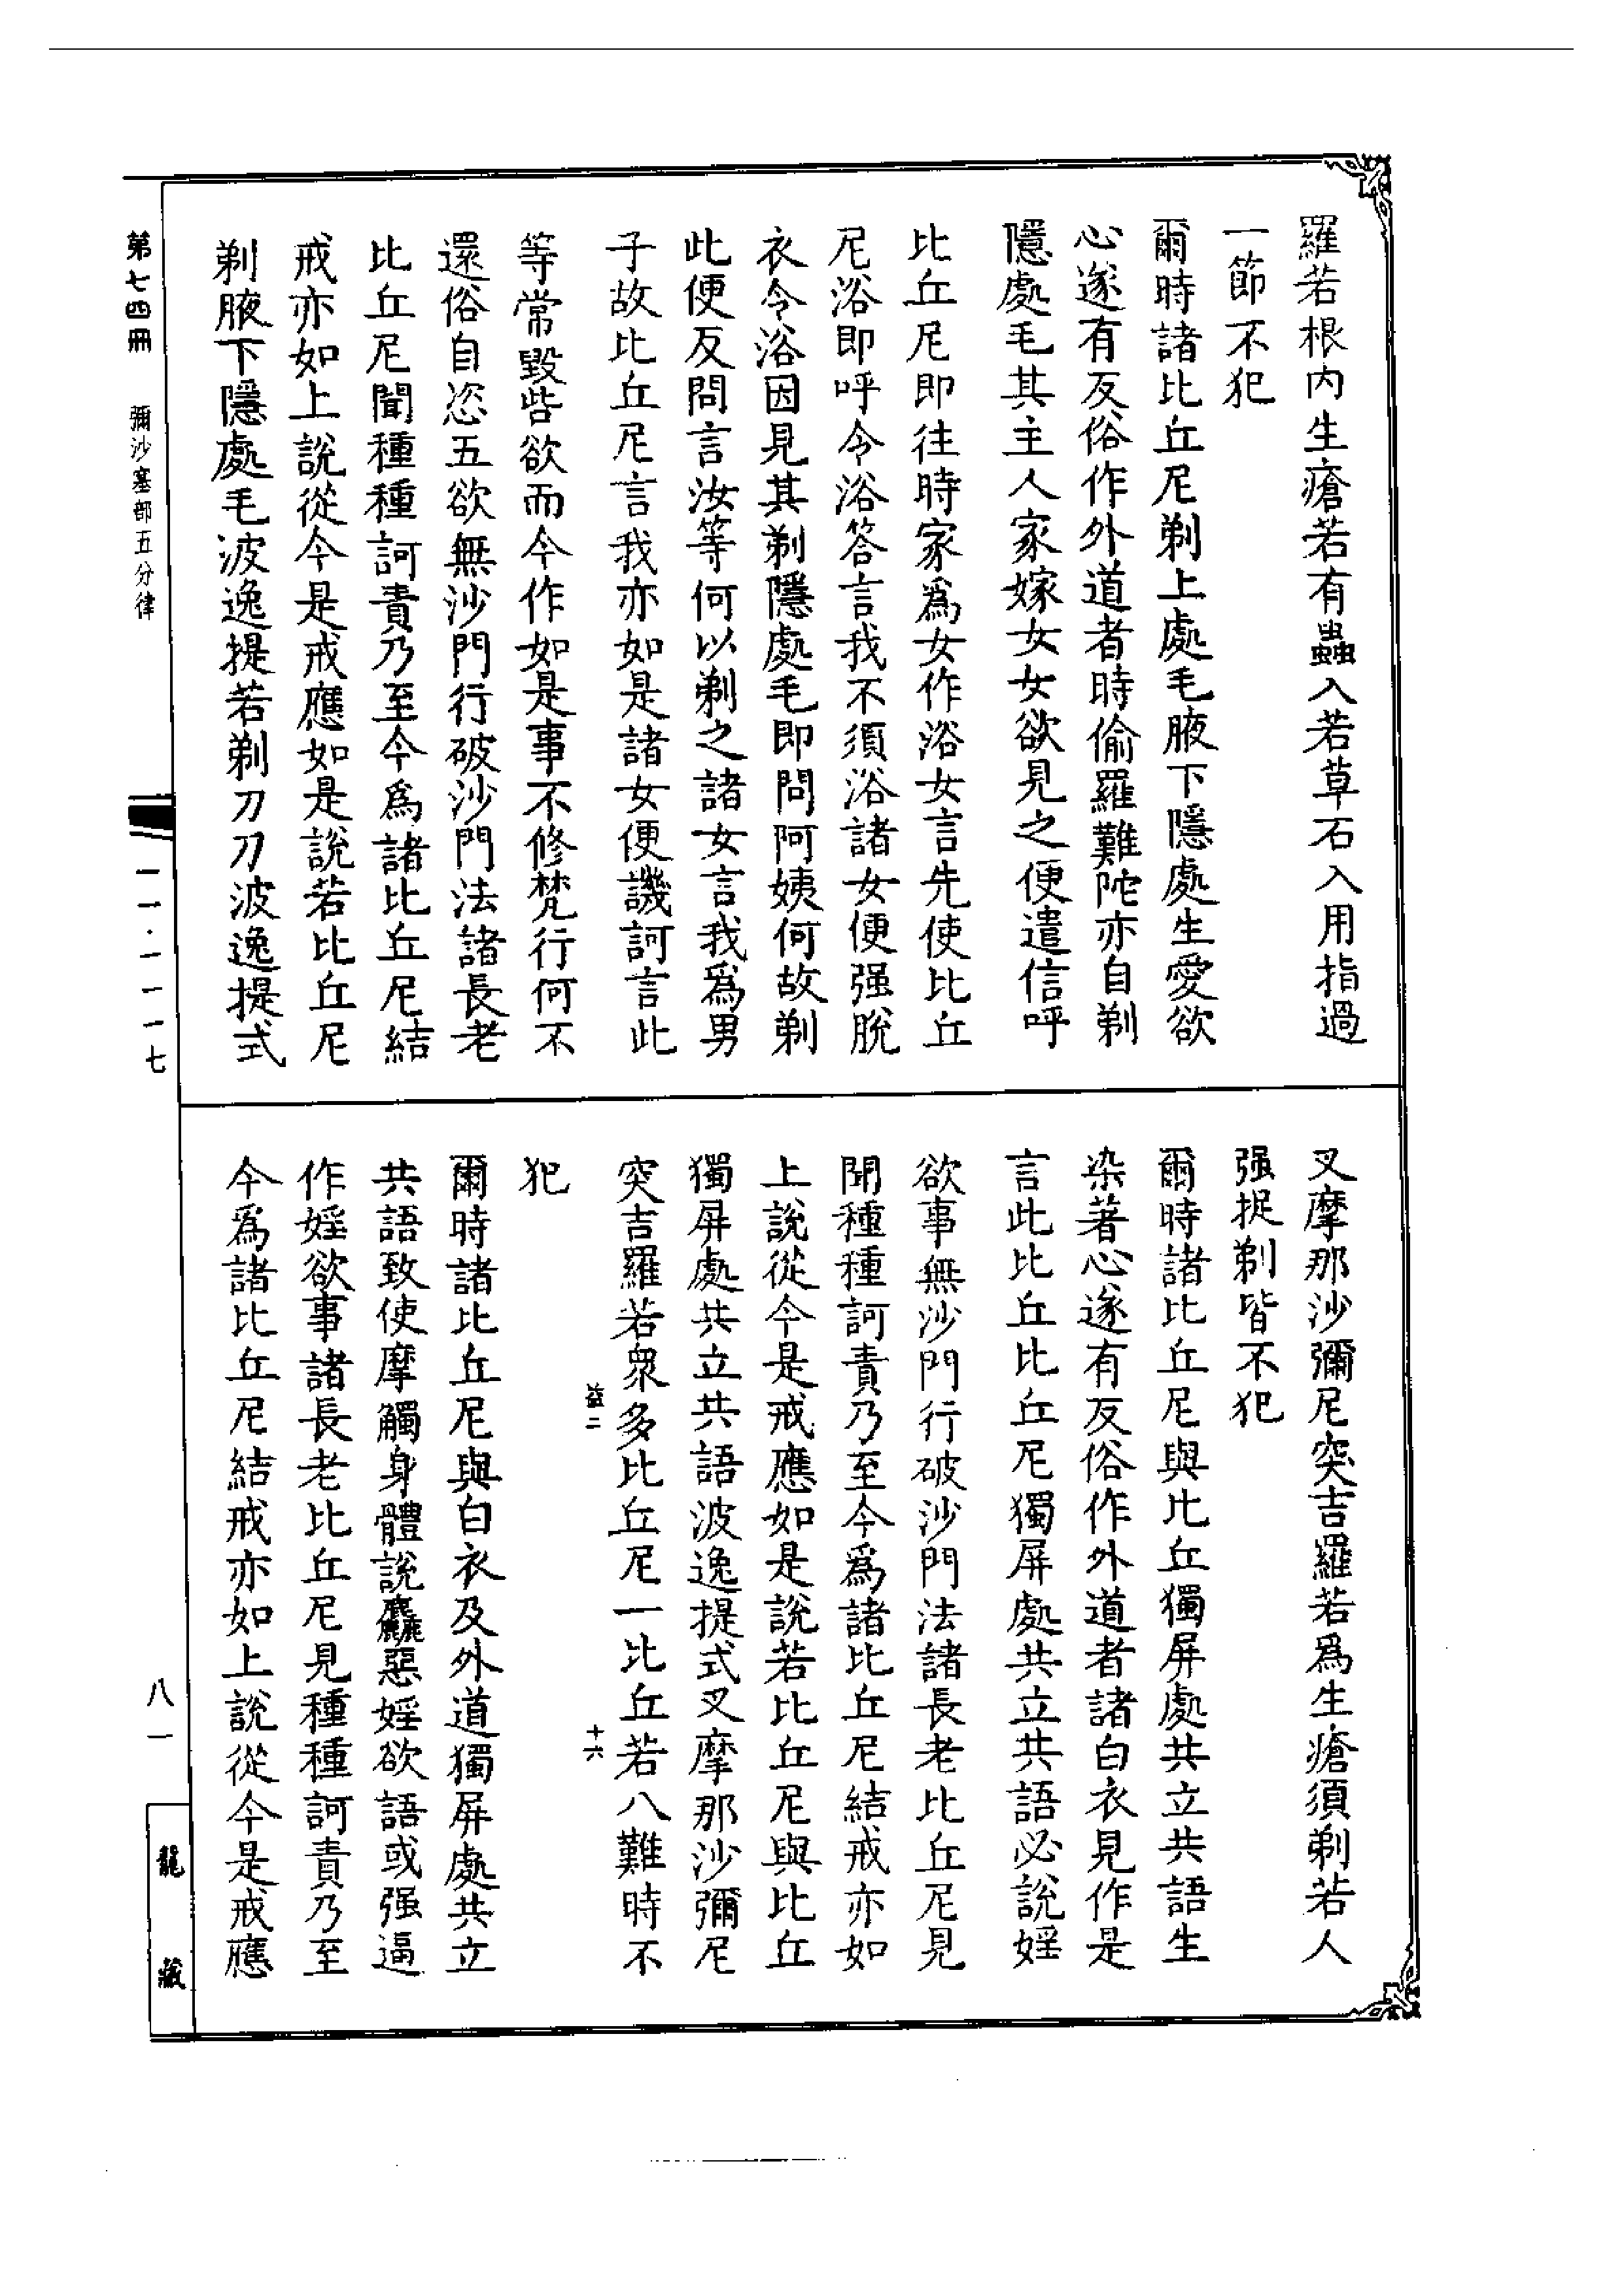 羅若根内生瘡若有蟲入若草石入用指過
一節不犯
爾時諸比丘尼剃上處毛腋下隱處生愛欲
心遂有反俗作外道者時偷羅難陀亦自剃
隱處毛其主人家嫁女女欲見之便遣信呼
比丘尼即往時家爲女作浴女言先使比丘
尼浴即呼令浴答言我不須浴諸女便强脫
衣令浴因見其剃隱處毛即問阿姨何故剃
此便反問言汝等何以剃之諸女言我爲男
子故比丘尼言我亦如是諸女便譏訶言此
等常毀呰欲而今作如是事不修梵行何不
還俗自恣五欲無沙門行破沙門法諸長老
比丘尼聞種種訶責乃至今爲諸比丘尼結
戒亦如上說從今是戒應如是說若比丘尼
剃腋下隱處毛波逸提若剃刀刀波逸提式
叉摩那沙彌尼突吉羅若爲生瘡須剃若人
强捉剃皆不犯
爾時諸比丘尼與比丘獨屏處共立共語生
染著心遂有反俗作外道者諸白衣見作是
言此比丘比丘尼獨屏處共立共語必說婬
欲事無沙門行破沙門法諸長老比丘尼見
聞種種訶責乃至今爲諸比丘尼結戒亦如
上說從今是戒應如是說若比丘尼與比丘
獨屏處共立共語波逸提式叉摩那沙彌尼
突吉羅若衆多比丘尼一比丘若八難時不
益二 十六
犯
爾時諸比丘尼與白衣及外道獨屏處共立
共語致使摩觸身體說麤惡婬欲語或强逼
作婬欲事諸長老比丘尼見種種訶責乃至
今爲諸比丘尼結戒亦如上說從今是戒應
第七四冊 彌沙塞部五分律
一一·一一一七
八一
龍藏